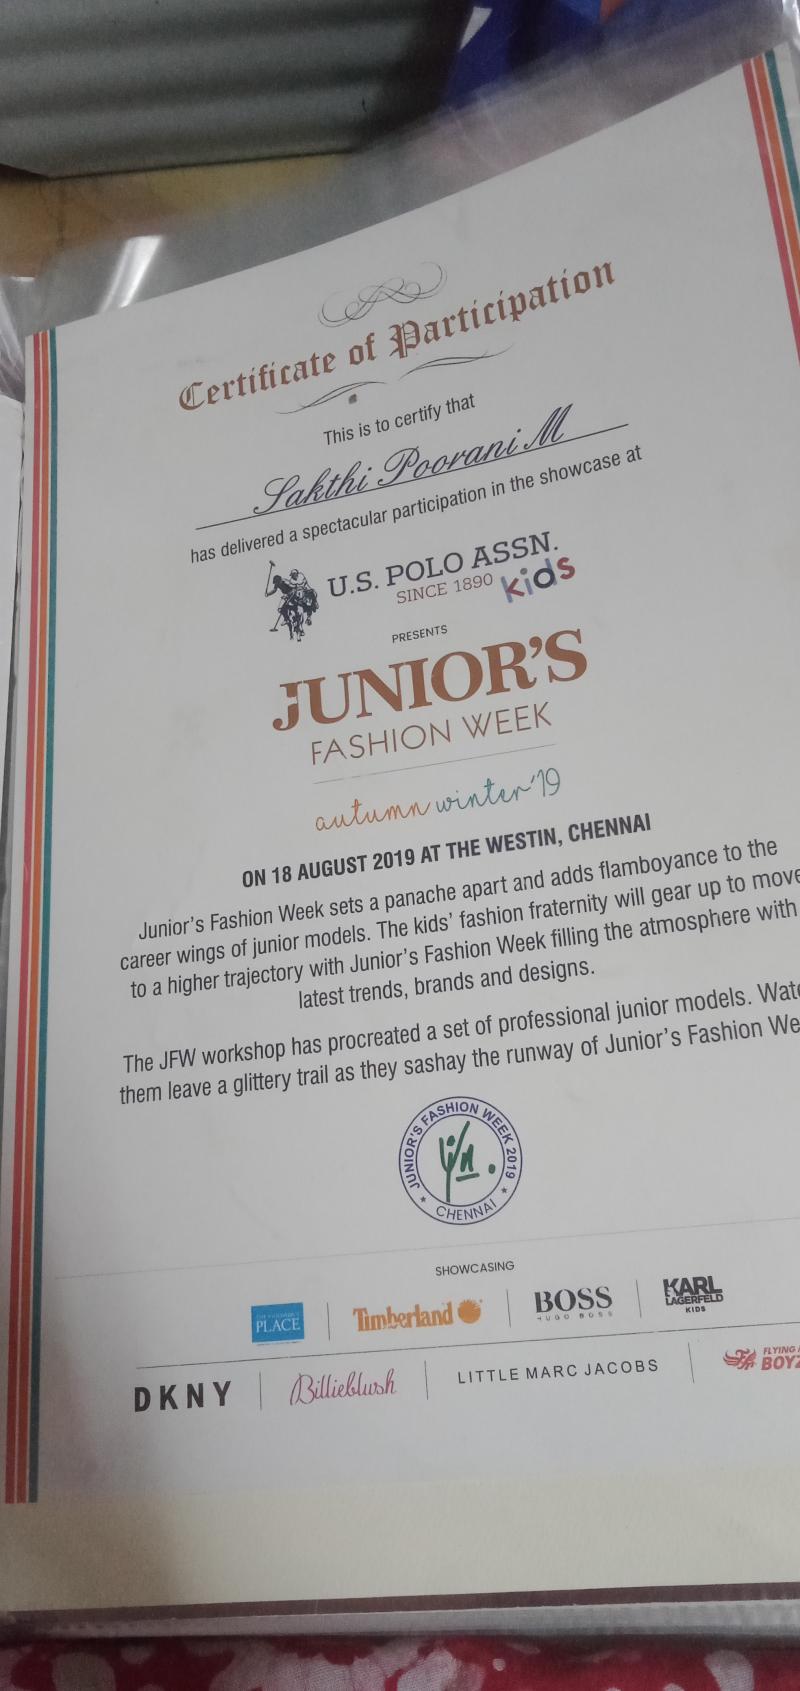 Certificate of Participation
This is to certify that
Sakthi Poorani M
has delivered a spectacular participation in the showcase at
U.S. POLO ASSN.
SINCE 1890 kids
PRESENTS
JUNIOR'S
FASHION WEEK
autumn winter'19
ON 18 AUGUST 2019 AT THE WESTIN, CHENNAI
Junior's Fashion Week sets a panache apart and adds flamboyance to the
career wings of junior models. The kids' fashion fraternity will gear up to move
to a higher trajectory with Junior's Fashion Week filling the atmosphere with
latest trends, brands and designs.
The JFW workshop has procreated a set of professional junior models. Wat
them leave a glittery trail as they sashay the runway of Junior's Fashion We
JUNIOR'S FASHION WEEK 2019
CHENNAI
SHOWCASING
PLACE Timberland BOSS KARL
HUGO BOSS LAGERFELD
KIDS
DKNY Billieblush LITTLE MARC JACOBS FLYING
BOYZ